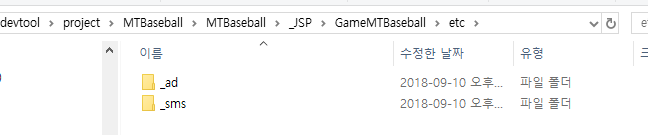 devtool > project > MTBaseball > MTBaseball > _JSP > GameMTBaseball > etc >
이름 수정한 날짜 유형
_ad 2018-09-10 오후... 파일 폴더
_sms 2018-09-10 오후... 파일 폴더